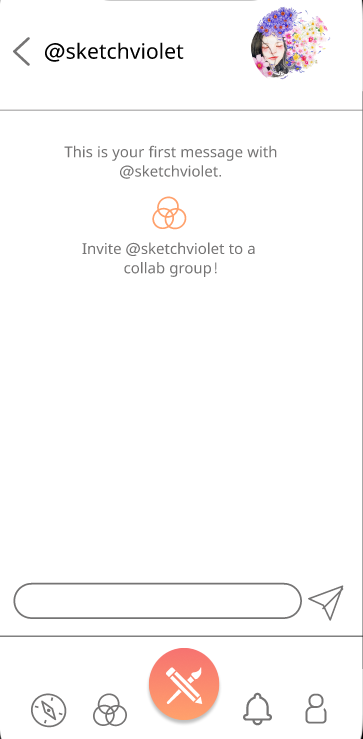 @sketchviolet
This is your first message with
@sketchviolet.
Invite @sketchviolet to a
collab group!